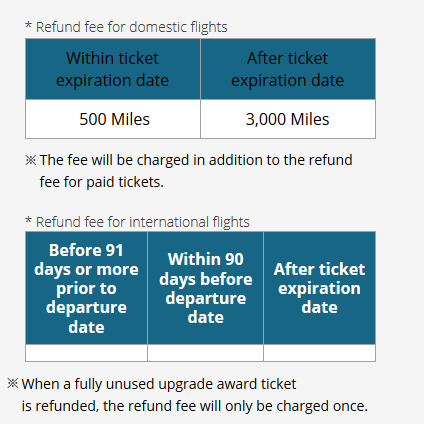 * Refund fee for domestic flights
Within ticket
expiration date
After ticket
expiration date
500 Miles
3,000 Miles
※ The fee will be charged in addition to the refund
fee for paid tickets.
* Refund fee for international flights
Before 91
days or more
prior to
departure
date
Within 90
days before
departure
date
After ticket
expiration
date
※ When a fully unused upgrade award ticket
is refunded, the refund fee will only be charged once.